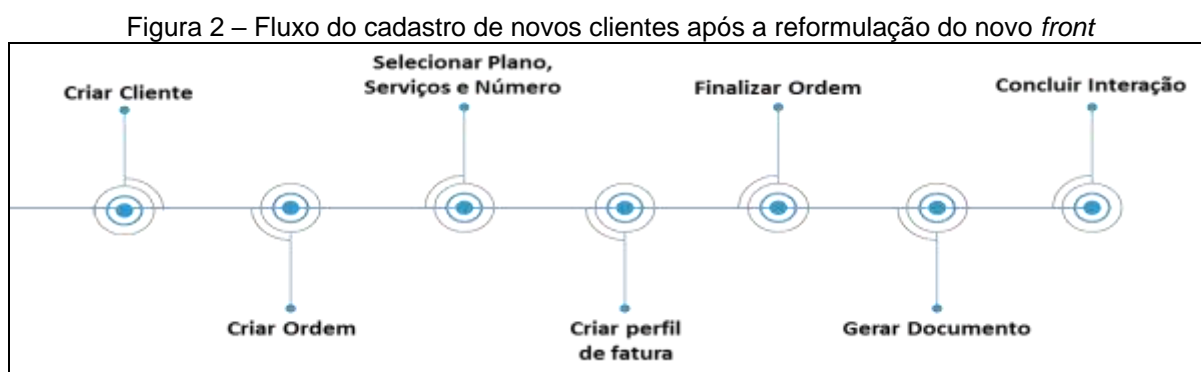 Figura 2 – Fluxo do cadastro de novos clientes após a reformulação do novo front
Criar Cliente
Criar Ordem
Selecionar Plano,
Serviços e Número
Criar perfil
de fatura
Finalizar Ordem
Gerar Documento
Concluir Interação